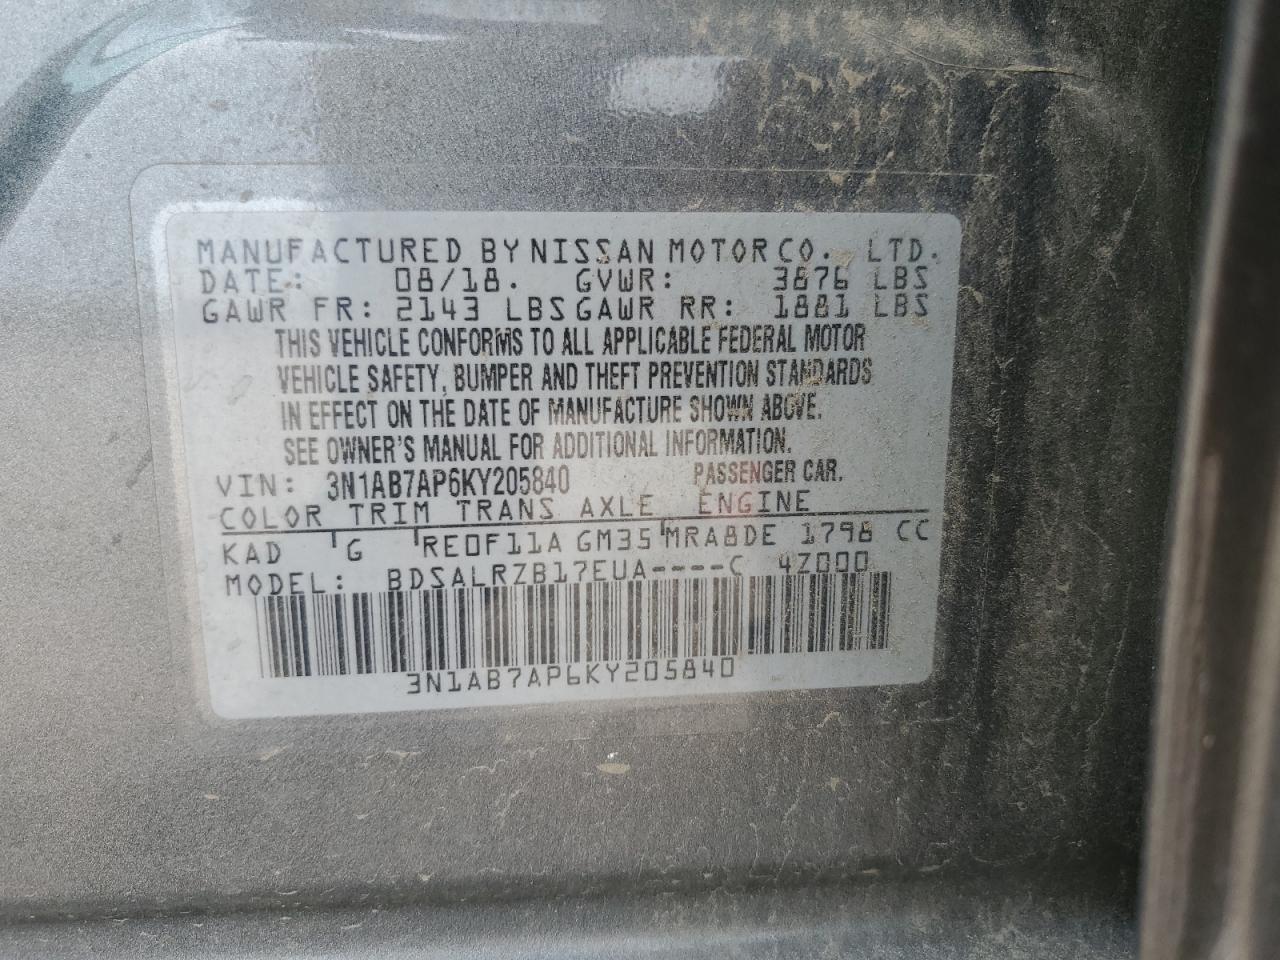 MANUFACTURED BY NISSAN MOTOR CO. LTD.
DATE: 08/18. GVWR: 3876 LBS
GAWR FR: 2143 LBS GAWR RR: 1881 LBS
THIS VEHICLE CONFORMS TO ALL APPLICABLE FEDERAL MOTOR
VEHICLE SAFETY, BUMPER AND THEFT PREVENTION STANDARDS
IN EFFECT ON THE DATE OF MANUFACTURE SHOWN ABOVE.
SEE OWNER'S MANUAL FOR ADDITIONAL INFORMATION.
VIN: 3N1AB7AP6KY205840 PASSENGER CAR.
COLOR TRIM TRANS AXLE ENGINE
KAD G RE0F11A GM35 MRA8DE 1798 CC
MODEL: BDSALRZB17EUA----C 4Z000
3N1AB7AP6KY205840